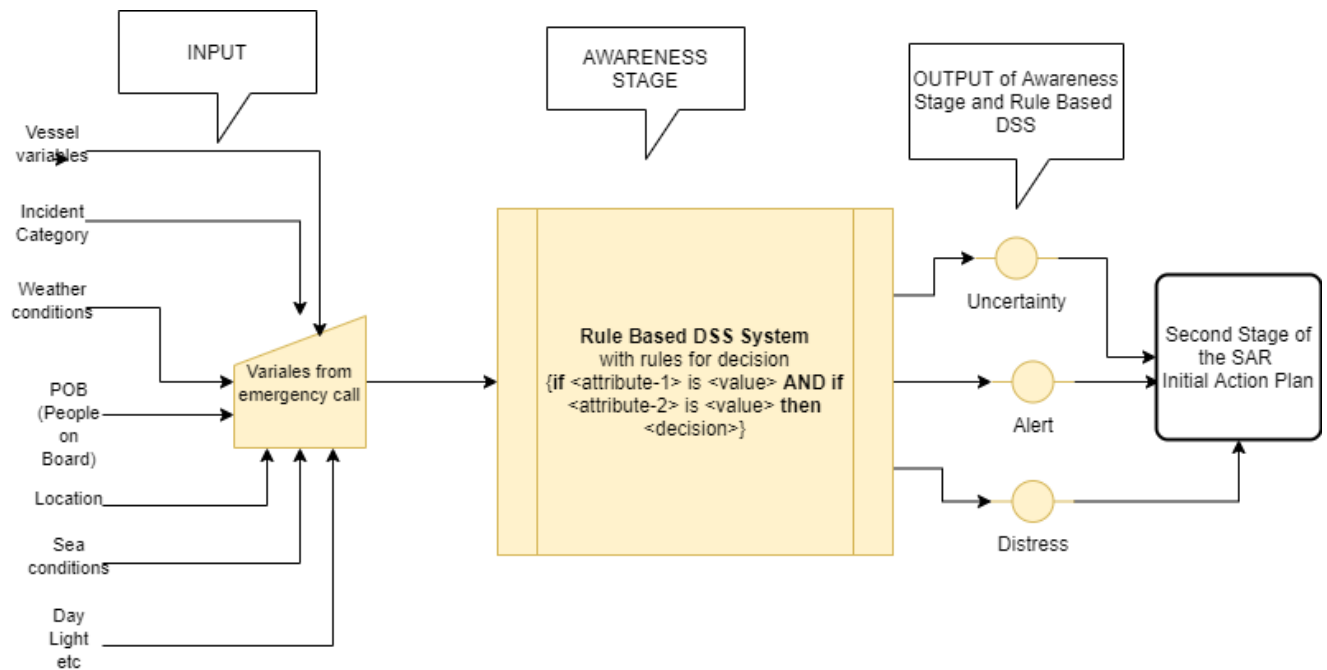 INPUT
AWARENESS
STAGE
OUTPUT of Awareness
Stage and Rule Based
DSS
Vessel
variables
Incident
Category
Weather
conditions
POB
(People
on
Board)
Location
Sea
conditions
Day
Light
etc
Variales from
emergency call
Rule Based DSS System
with rules for decision
{if <attribute-1> is <value> AND if
<attribute-2> is <value> then
<decision>}
Uncertainty
Alert
Distress
Second Stage of
the SAR
Initial Action Plan